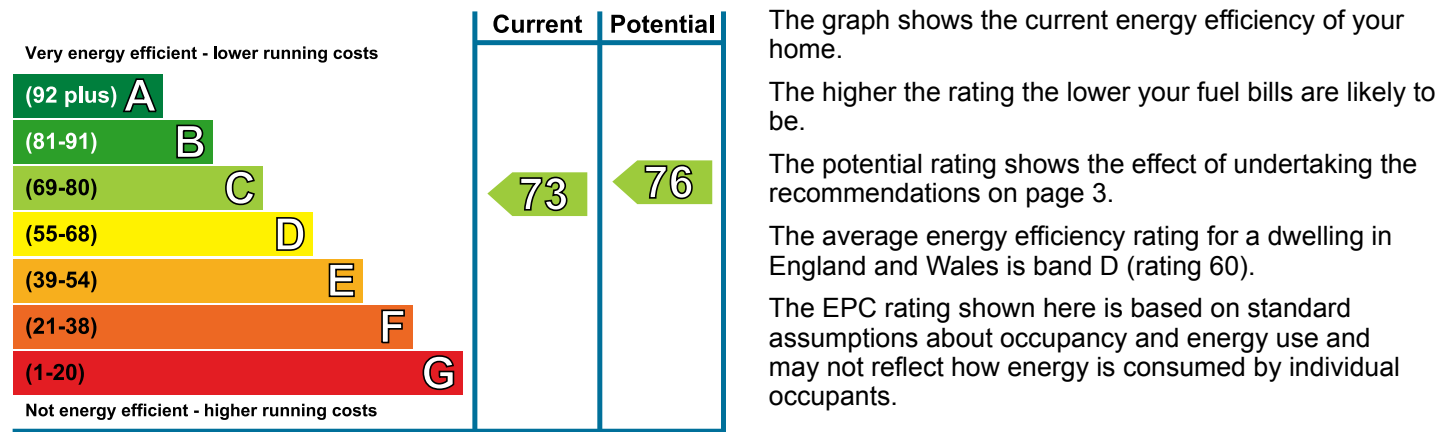 Current Potential
Very energy efficient - lower running costs
(92 plus) A
(81-91) B
(69-80) C
73 76
(55-68) D
(39-54) E
(21-38) F
(1-20) G
Not energy efficient - higher running costs
The graph shows the current energy efficiency of your
home.
The higher the rating the lower your fuel bills are likely to
be.
The potential rating shows the effect of undertaking the
recommendations on page 3.
The average energy efficiency rating for a dwelling in
England and Wales is band D (rating 60).
The EPC rating shown here is based on standard
assumptions about occupancy and energy use and
may not reflect how energy is consumed by individual
occupants.